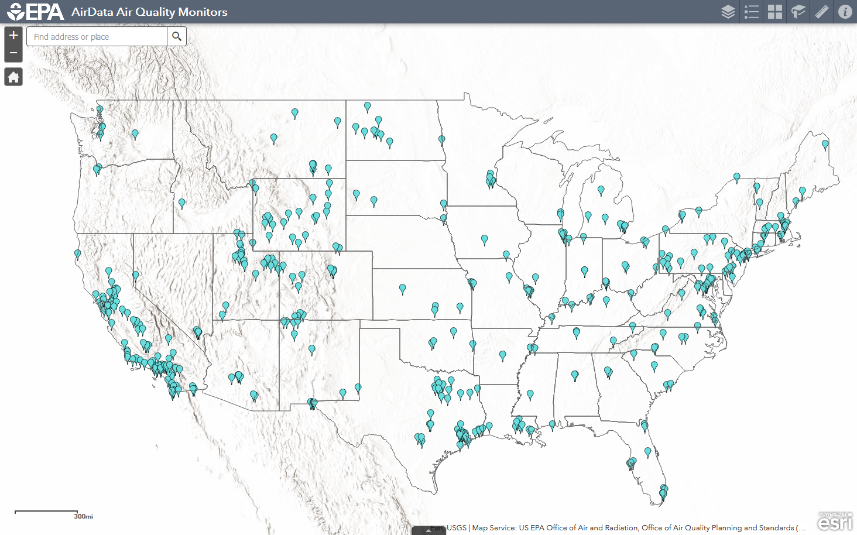 EPA AirData Air Quality Monitors
+
Find address or place
−
300mi
USGS | Map Service: US EPA Office of Air and Radiation, Office of Air Quality Planning and Standards (...
esri